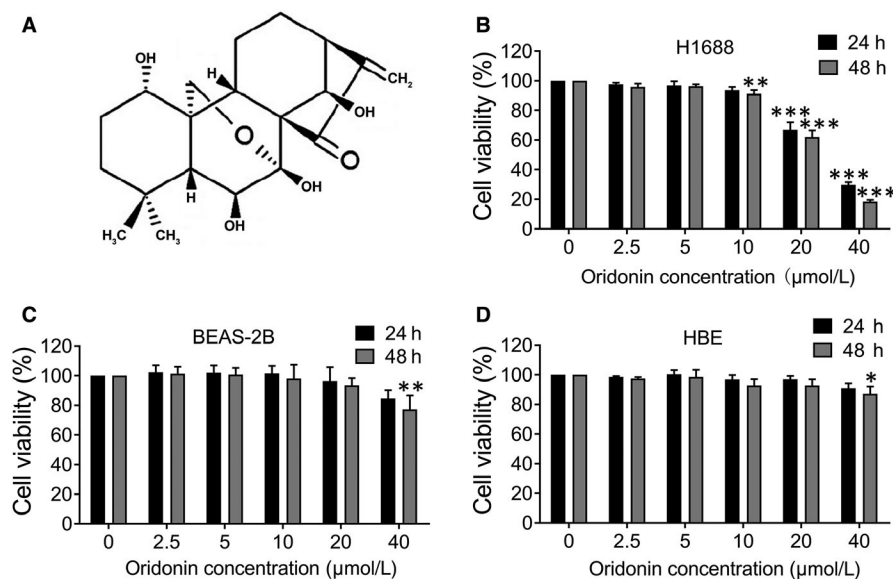 A
OH
H
CH₂
OH
O
O
H
OH
OH
H₃C
CH₃
B
H1688
24 h
48 h
Cell viability (%)
120
100
80
60
40
20
0
**
***
***
***
***
0 2.5 5 10 20 40
Oridonin concentration (μmol/L)
C
BEAS-2B
24 h
48 h
Cell viability (%)
120
100
80
60
40
20
0
**
0 2.5 5 10 20 40
Oridonin concentration (μmol/L)
D
HBE
24 h
48 h
Cell viability (%)
120
100
80
60
40
20
0
*
0 2.5 5 10 20 40
Oridonin concentration (μmol/L)